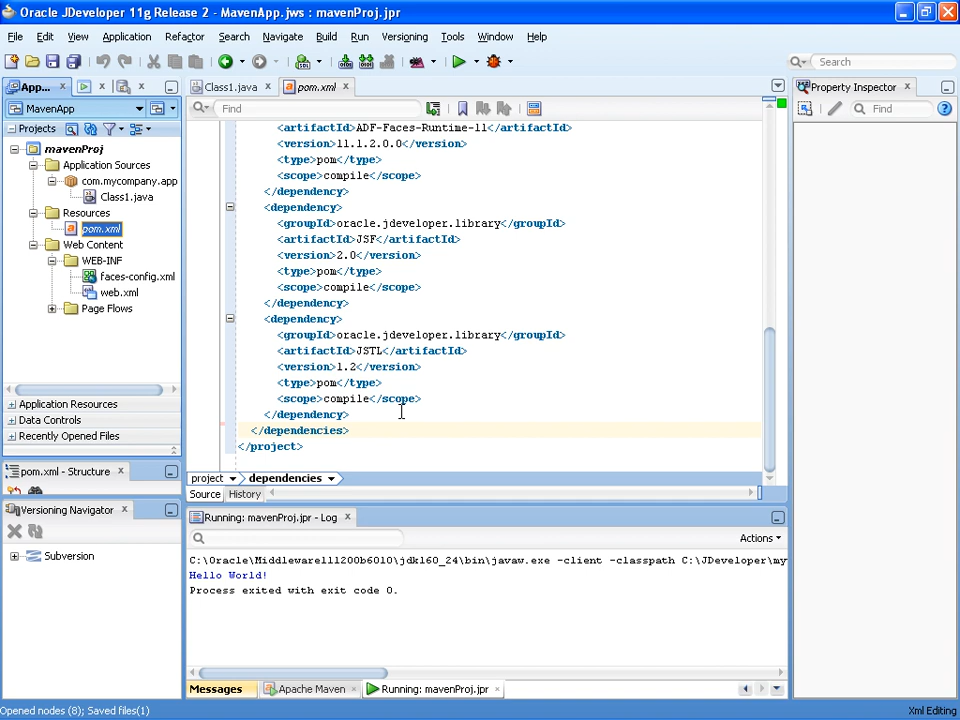 Oracle JDeveloper 11g Release 2 - MavenApp.jws : mavenProj.jpr
File Edit View Application Refactor Search Navigate Build Run Versioning Tools Window Help
Search
App...
Class1.java
pom.xml
Property Inspector
MavenApp
Find
Find
Projects
mavenProj
Application Sources
com.mycompany.app
Class1.java
Resources
pom.xml
Web Content
WEB-INF
faces-config.xml
web.xml
Page Flows
Application Resources
Data Controls
Recently Opened Files
pom.xml - Structure
Versioning Navigator
Subversion
<artifactId>ADF-Faces-Runtime-11</artifactId>
<version>11.1.2.0.0</version>
<type>pom</type>
<scope>compile</scope>
</dependency>
<dependency>
<groupId>oracle.jdeveloper.library</groupId>
<artifactId>JSF</artifactId>
<version>2.0</version>
<type>pom</type>
<scope>compile</scope>
</dependency>
<dependency>
<groupId>oracle.jdeveloper.library</groupId>
<artifactId>JSTL</artifactId>
<version>1.2</version>
<type>pom</type>
<scope>compile</scope>
</dependency>
</dependencies>
</project>
project dependencies
Source History
Running: mavenProj.jpr - Log
Actions
C:\Oracle\Middleware111200b6010\jdk160_24\bin\javaw.exe -client -classpath C:\JDeveloper\my
Hello World!
Process exited with exit code 0.
Messages Apache Maven Running: mavenProj.jpr
Opened nodes (8); Saved files(1)
Xml Editing